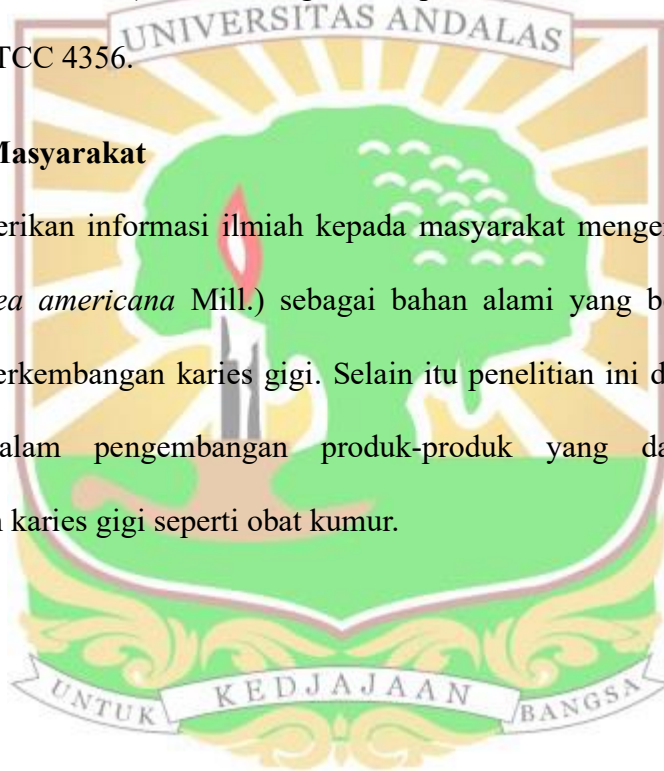 UNIVERSITAS ANDALAS
TCC 4356.
Masyarakat
erikan informasi ilmiah kepada masyarakat menge
ea americana Mill.) sebagai bahan alami yang b
erkembangan karies gigi. Selain itu penelitian ini d
alam pengembangan produk-produk yang da
karies gigi seperti obat kumur.
UNTUK KEDJAJAAN BANGSA